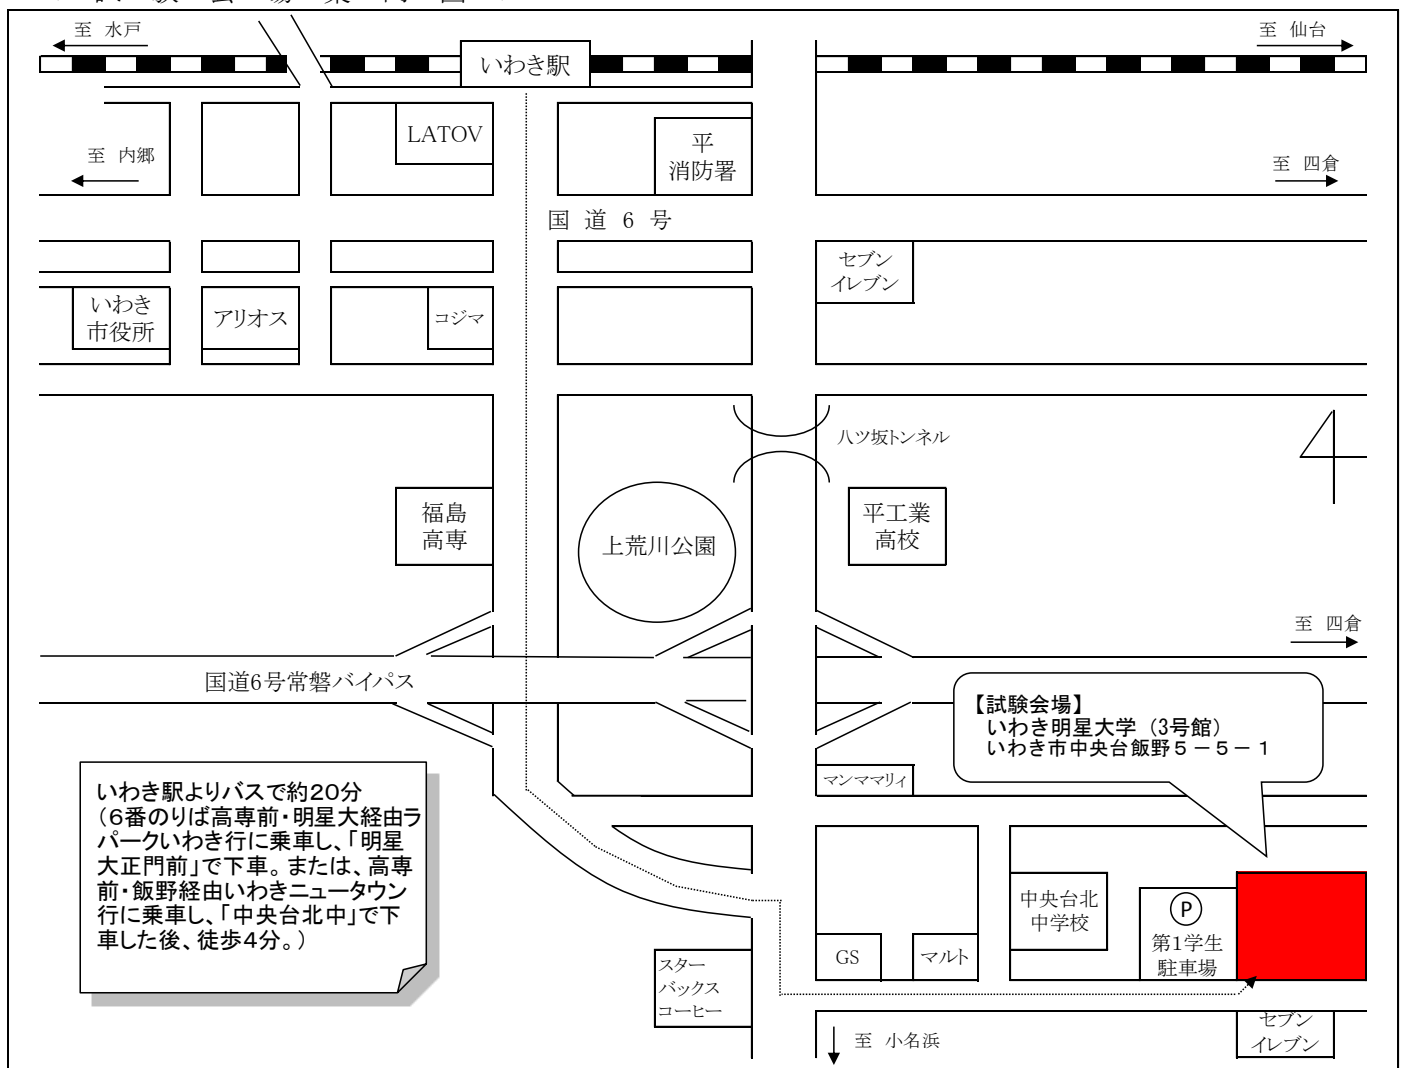 試 験 会 場 案 内 図
至 水戸
至 仙台
いわき駅
LATOV
平
消防署
至 内郷
至 四倉
国 道 6 号
セブン
イレブン
いわき
市役所
アリオス
コジマ
八ツ坂トンネル
福島
高専
上荒川公園
平工業
高校
至 四倉
国道6号常磐バイパス
【試験会場】
いわき明星大学 (3号館)
いわき市中央台飯野5-5-1
マンママリィ
いわき駅よりバスで約20分
(6番のりば高専前・明星大経由ラ
パークいわき行に乗車し、「明星
大正門前」で下車。または、高専
前・飯野経由いわきニュータウン
行に乗車し、「中央台北中」で下
車した後、徒歩4分。)
中央台北
中学校
P
第1学生
駐車場
GS
マルト
スター
バックス
コーヒー
セブン
イレブン
至 小名浜